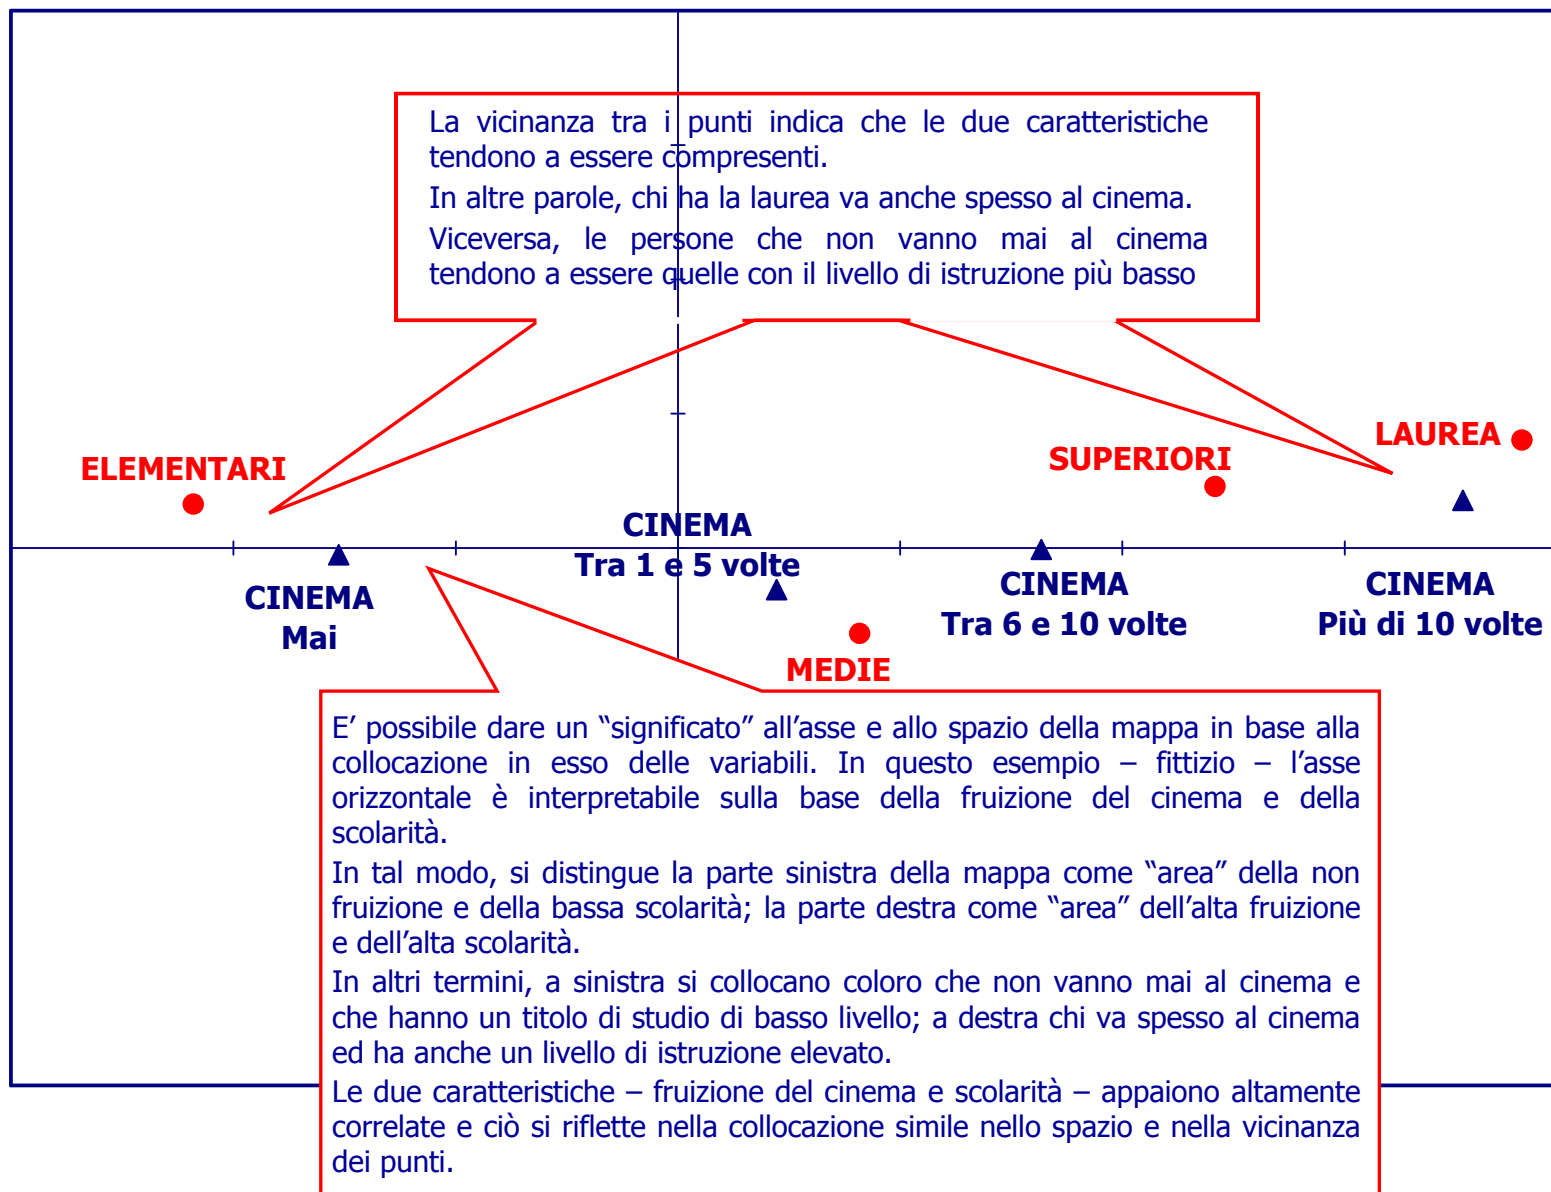 La vicinanza tra i punti indica che le due caratteristiche
tendono a essere compresenti.
In altre parole, chi ha la laurea va anche spesso al cinema.
Viceversa, le persone che non vanno mai al cinema
tendono a essere quelle con il livello di istruzione più basso
LAUREA
SUPERIORI
ELEMENTARI
CINEMA
Tra 1 e 5 volte
CINEMA
Mai
CINEMA
Tra 6 e 10 volte
CINEMA
Più di 10 volte
MEDIE
E’ possibile dare un “significato” all’asse e allo spazio della mappa in base alla
collocazione in esso delle variabili. In questo esempio – fittizio – l’asse
orizzontale è interpretabile sulla base della fruizione del cinema e della
scolarità.
In tal modo, si distingue la parte sinistra della mappa come “area” della non
fruizione e della bassa scolarità; la parte destra come “area” dell’alta fruizione
e dell’alta scolarità.
In altri termini, a sinistra si collocano coloro che non vanno mai al cinema e
che hanno un titolo di studio di basso livello; a destra chi va spesso al cinema
ed ha anche un livello di istruzione elevato.
Le due caratteristiche – fruizione del cinema e scolarità – appaiono altamente
correlate e ciò si riflette nella collocazione simile nello spazio e nella vicinanza
dei punti.